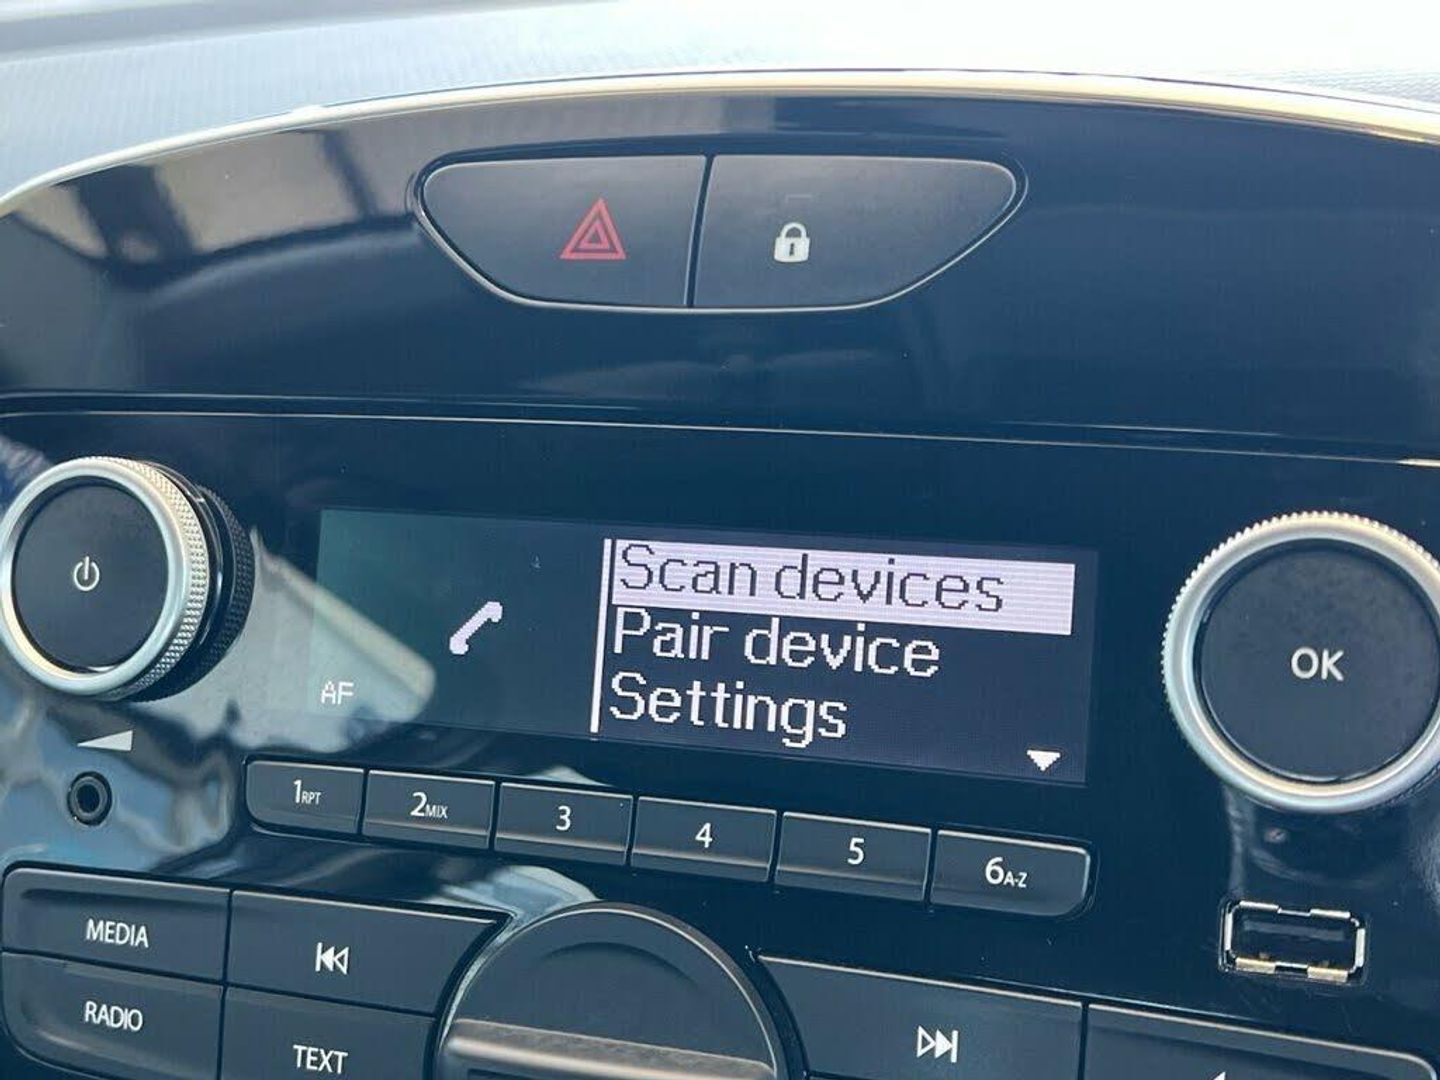 Scan devices
Pair device
Settings
AF
OK
1RPT
2MIX
3
4
5
6A-Z
MEDIA
RADIO
TEXT